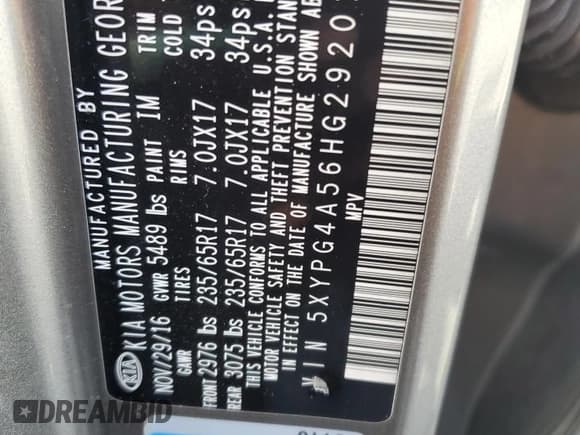 MANUFACTURED BY
KIA KIA MOTORS MANUFACTURING GEOR
NOV/29/16 GVWR 5489 lbs PAINT IM TRIM
GAWR TIRES RIMS COLD
FRONT 2976 lbs 235/65R17 7.0JX17 34ps
REAR 3075 lbs 235/65R17 7.0JX17 34ps
THIS VEHICLE CONFORMS TO ALL APPLICABLE U.S.A.
MOTOR VEHICLE SAFETY AND THEFT PREVENTION STAN
IN EFFECT ON THE DATE OF MANUFACTURE SHOWN AB
VIN 5XYPG4A56HG2920
MPV
DREAMBID